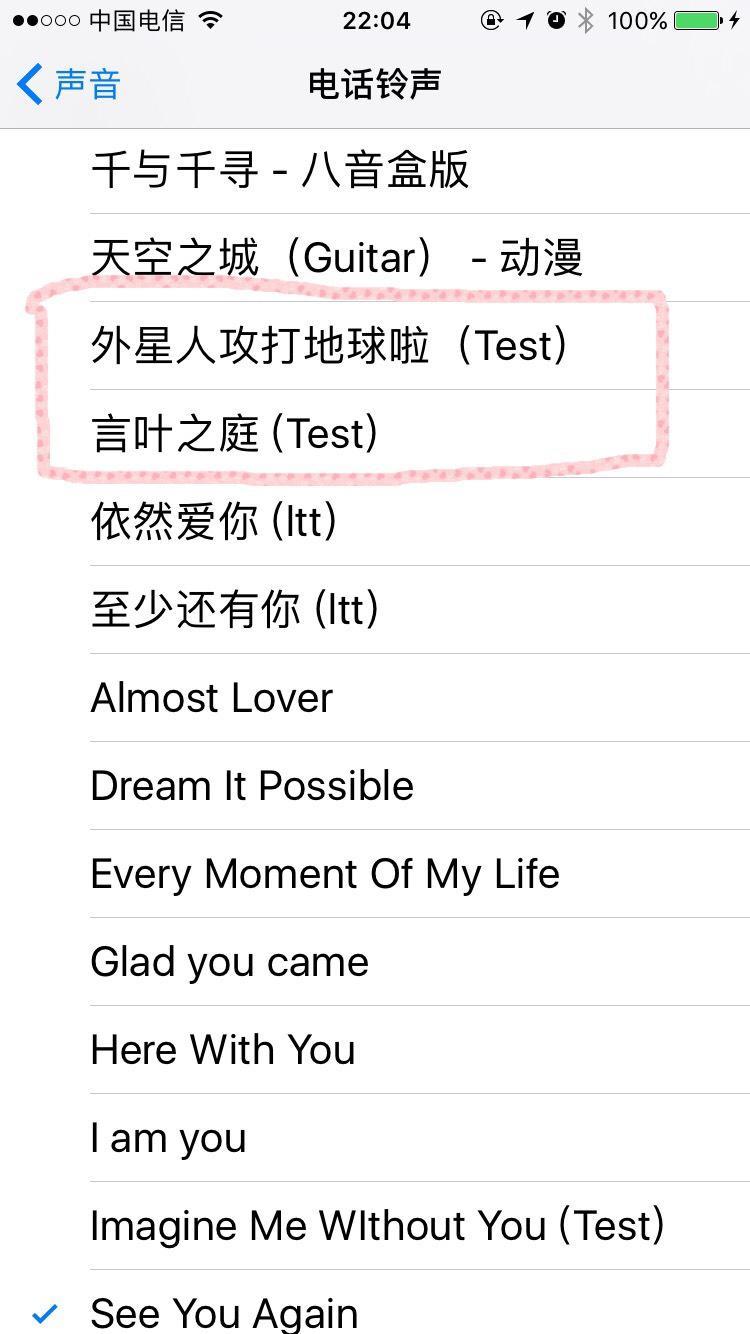 中国电信 22:04 100%
声音 电话铃声
千与千寻 - 八音盒版
天空之城（Guitar） - 动漫
外星人攻打地球啦（Test）
言叶之庭 (Test)
依然爱你 (ltt)
至少还有你 (ltt)
Almost Lover
Dream It Possible
Every Moment Of My Life
Glad you came
Here With You
I am you
Imagine Me WIthout You (Test)
See You Again